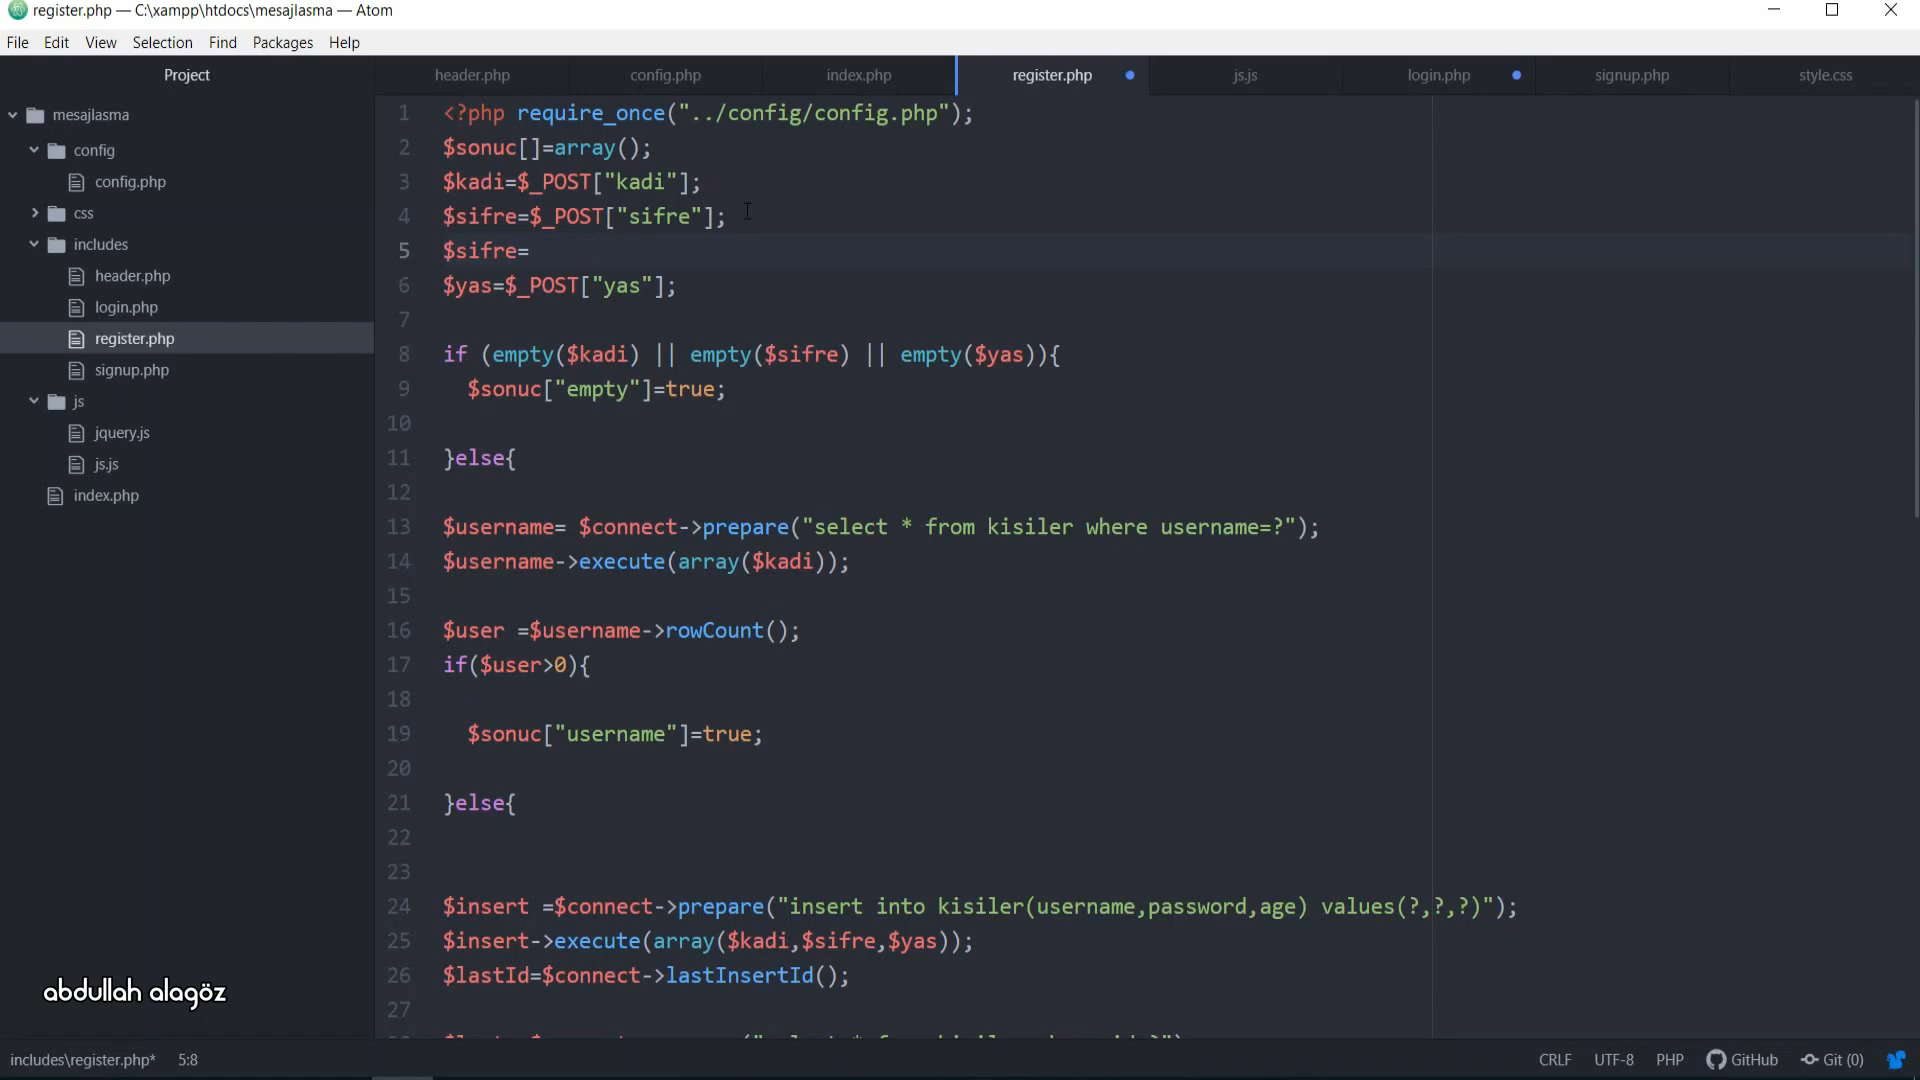 register.php — C:\xampp\htdocs\mesajlasma — Atom
File Edit View Selection Find Packages Help
Project
header.php config.php index.php register.php js.js login.php signup.php style.css
mesajlasma
config
config.php
css
includes
header.php
login.php
register.php
signup.php
js
jquery.js
js.js
index.php
1 <?php require_once("../config/config.php");
2 $sonuc[]=array();
3 $kadi=$_POST["kadi"];
4 $sifre=$_POST["sifre"];
5 $sifre=
6 $yas=$_POST["yas"];
7
8 if (empty($kadi) || empty($sifre) || empty($yas)){
9 $sonuc["empty"]=true;
10
11 }else{
12
13 $username= $connect->prepare("select * from kisiler where username=?");
14 $username->execute(array($kadi));
15
16 $user =$username->rowCount();
17 if($user>0){
18
19 $sonuc["username"]=true;
20
21 }else{
22
23
24 $insert =$connect->prepare("insert into kisiler(username,password,age) values(?,?,?)");
25 $insert->execute(array($kadi,$sifre,$yas));
26 $lastId=$connect->lastInsertId();
27
abdullah alagöz
includes\register.php* 5:8 CRLF UTF-8 PHP GitHub Git (0)